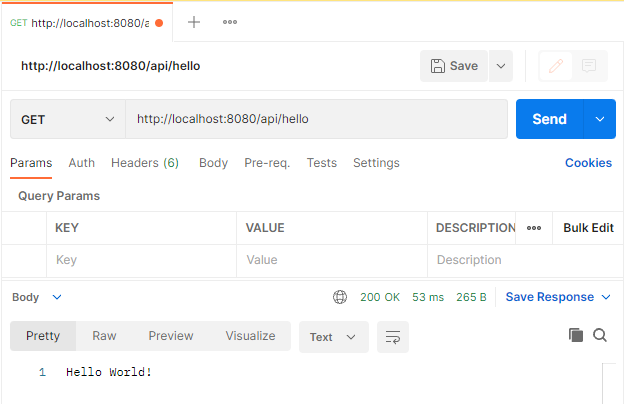 GET http://localhost:8080/a
http://localhost:8080/api/hello
Save
GET http://localhost:8080/api/hello Send
Params Auth Headers (6) Body Pre-req. Tests Settings Cookies
Query Params
KEY VALUE DESCRIPTION Bulk Edit
Key Value Description
Body 200 OK 53 ms 265 B Save Response
Pretty Raw Preview Visualize Text
1 Hello World!